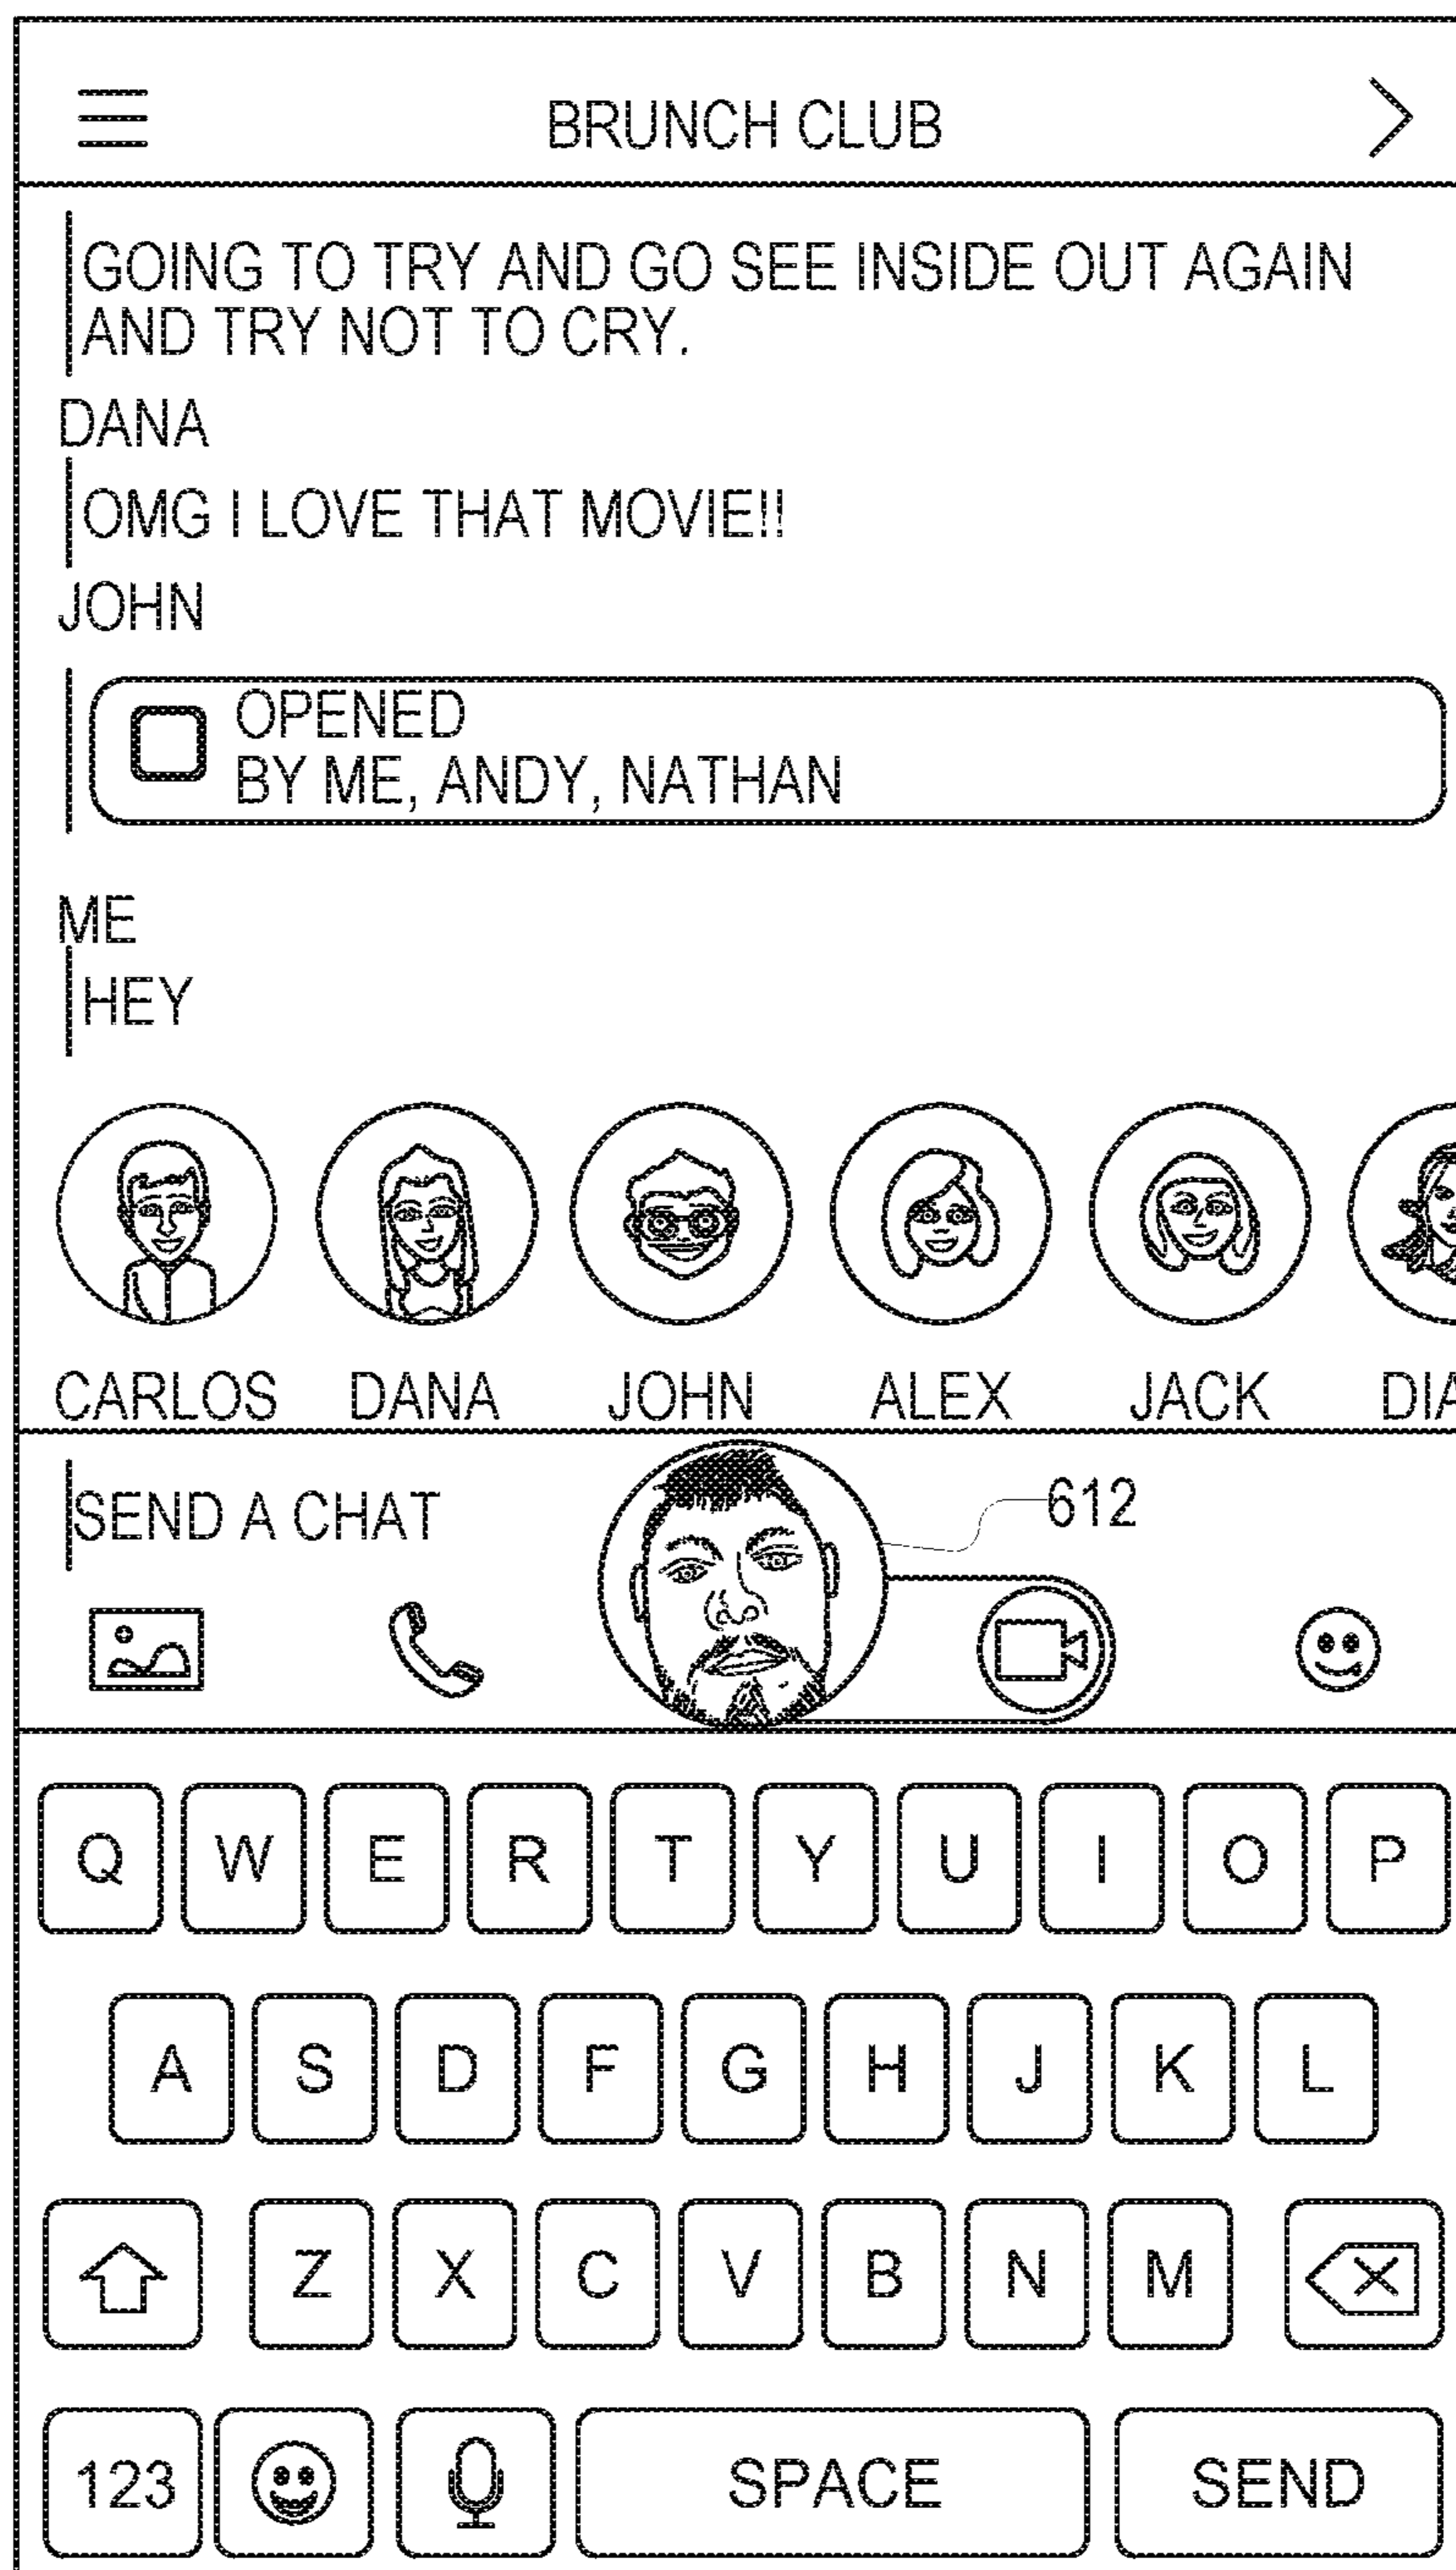 BRUNCH CLUB
GOING TO TRY AND GO SEE INSIDE OUT AGAIN
AND TRY NOT TO CRY.
DANA
OMG I LOVE THAT MOVIE!!
JOHN
OPENED
BY ME, ANDY, NATHAN
ME
HEY
CARLOS DANA JOHN ALEX JACK DIA
SEND A CHAT
612
Q W E R T Y U I O P
A S D F G H J K L
Z X C V B N M
123 SPACE SEND